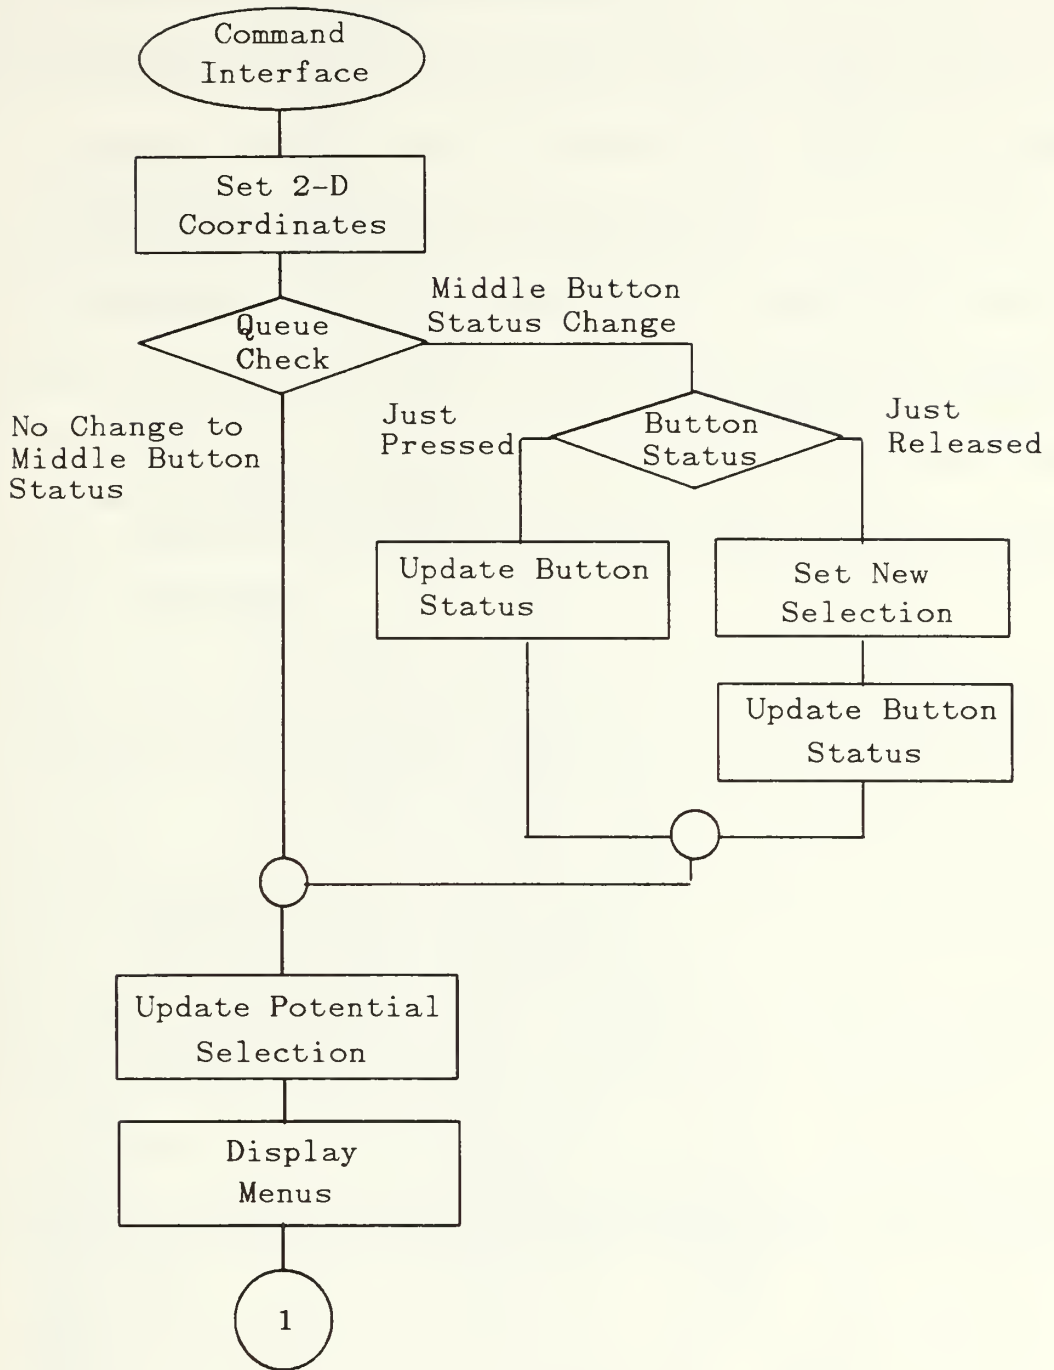 Command
Interface
Set 2-D
Coordinates
Queue
Check
Middle Button
Status Change
No Change to
Middle Button
Status
Just
Pressed
Button
Status
Just
Released
Update Button
Status
Set New
Selection
Update Button
Status
Update Potential
Selection
Display
Menus
1